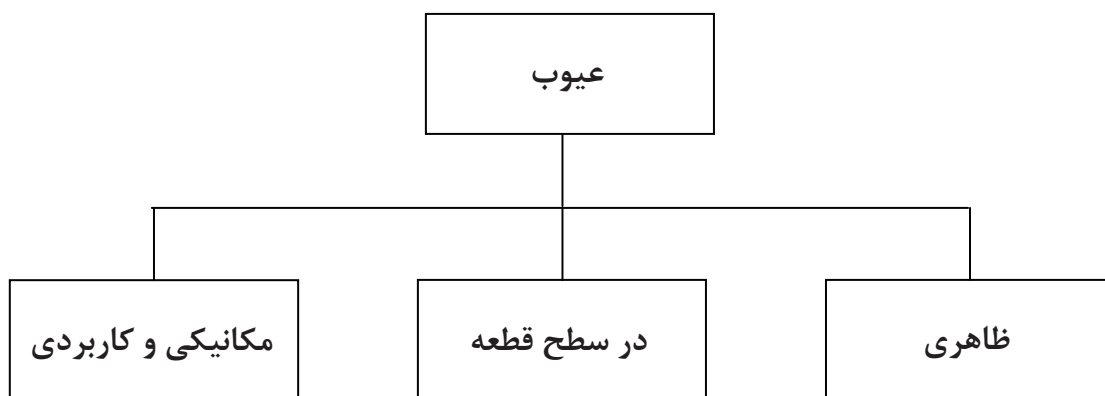 عیوب
ظاهری
در سطح قطعه
مکانیکی و کاربردی